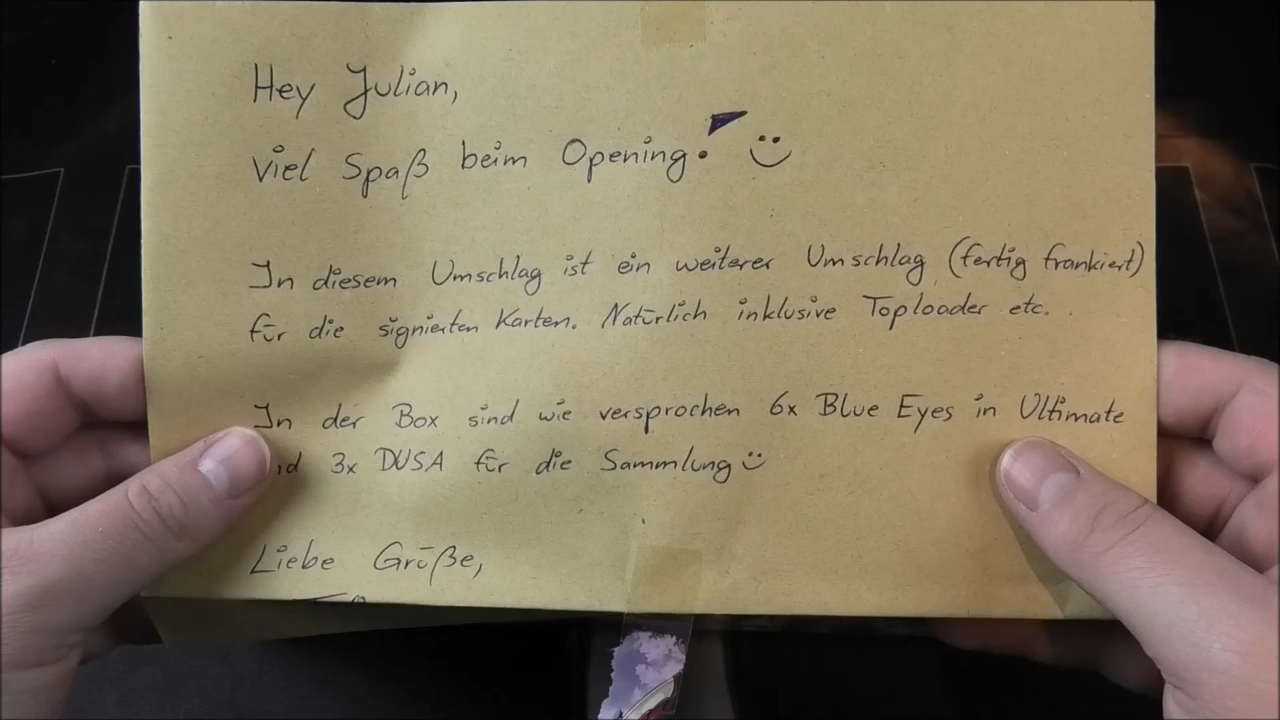 Hey Julian,
viel Spaß beim Opening! :)
In diesem Umschlag ist ein weiterer Umschlag (fertig frankiert)
für die signierten Karten. Natürlich inklusive Toploader etc.
In der Box sind wie versprochen 6x Blue Eyes in Ultimate
3x DUSA für die Sammlung :)
Liebe Grüße,